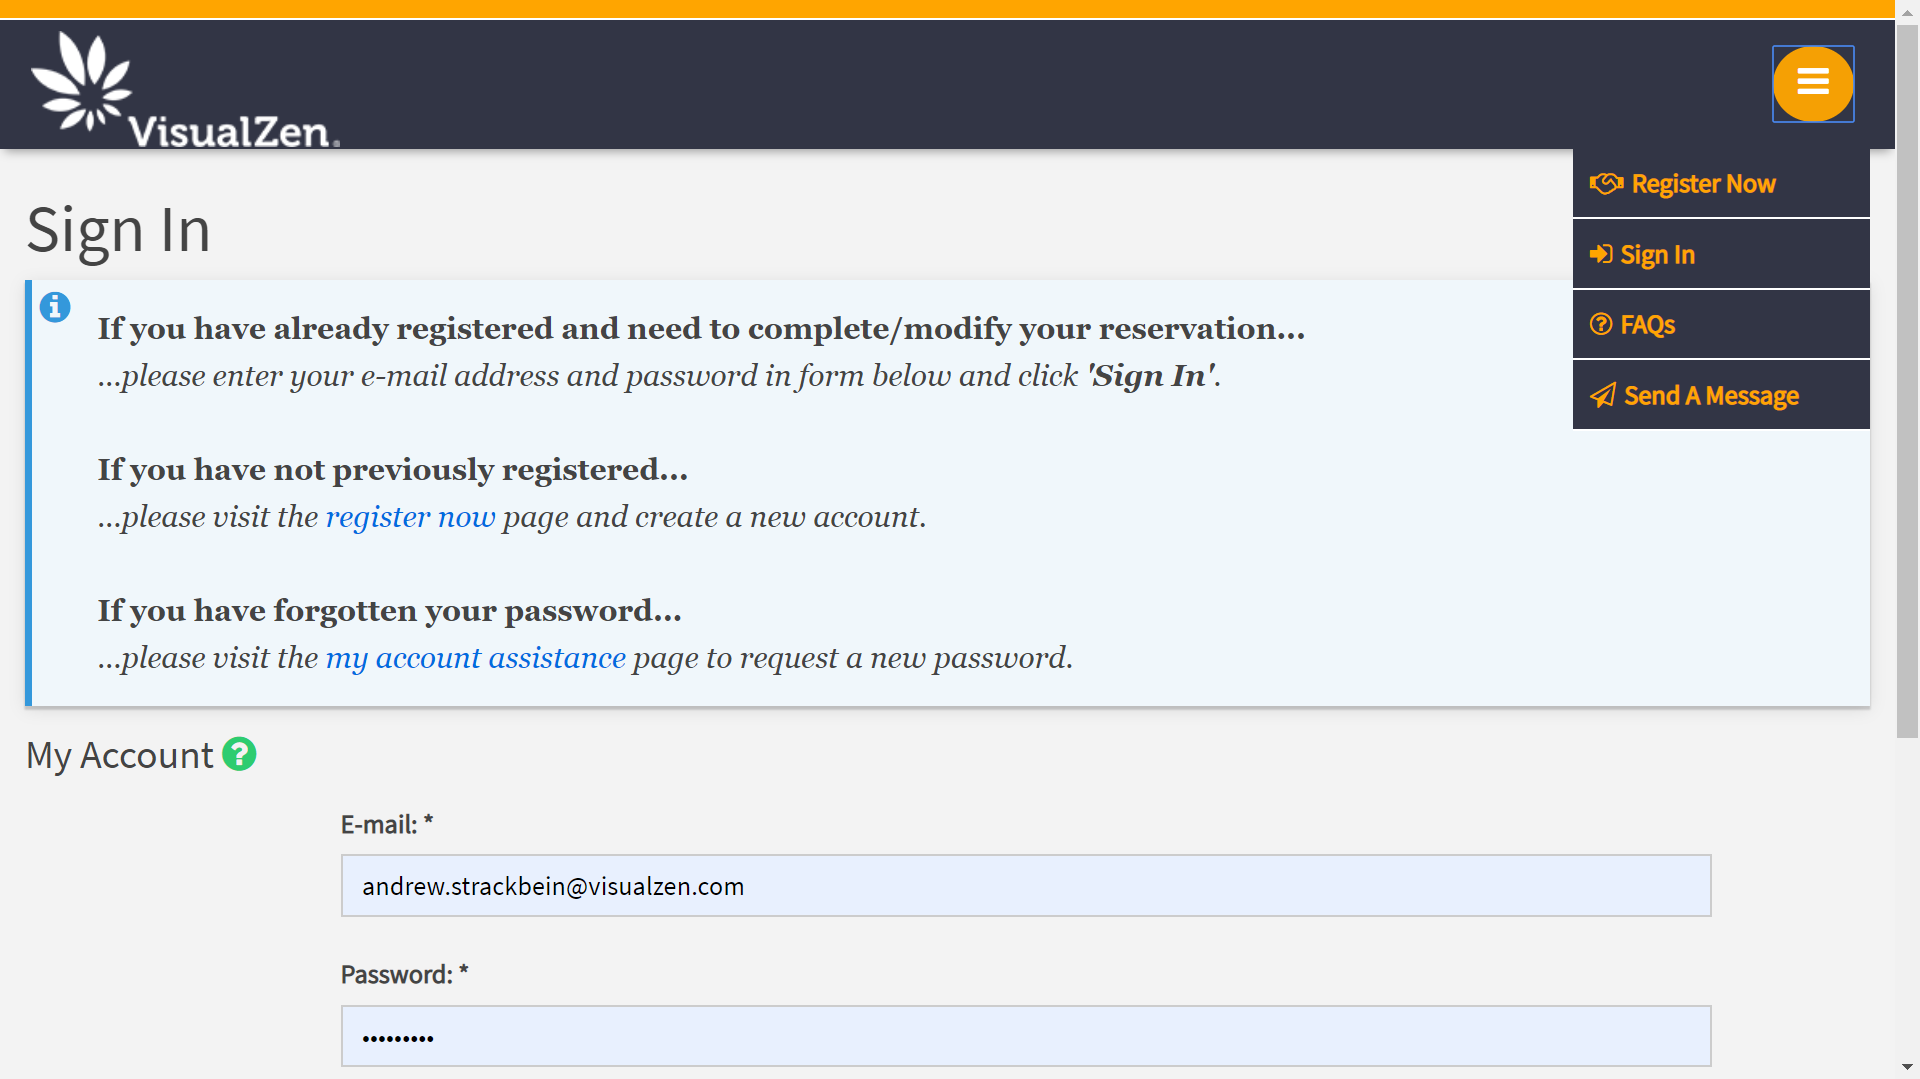 VisualZen
Register Now
Sign In
FAQs
Send A Message
Sign In
If you have already registered and need to complete/modify your reservation...
...please enter your e-mail address and password in form below and click 'Sign In'.
If you have not previously registered...
...please visit the register now page and create a new account.
If you have forgotten your password...
...please visit the my account assistance page to request a new password.
My Account
E-mail: *
andrew.strackbein@visualzen.com
Password: *
•••••••••